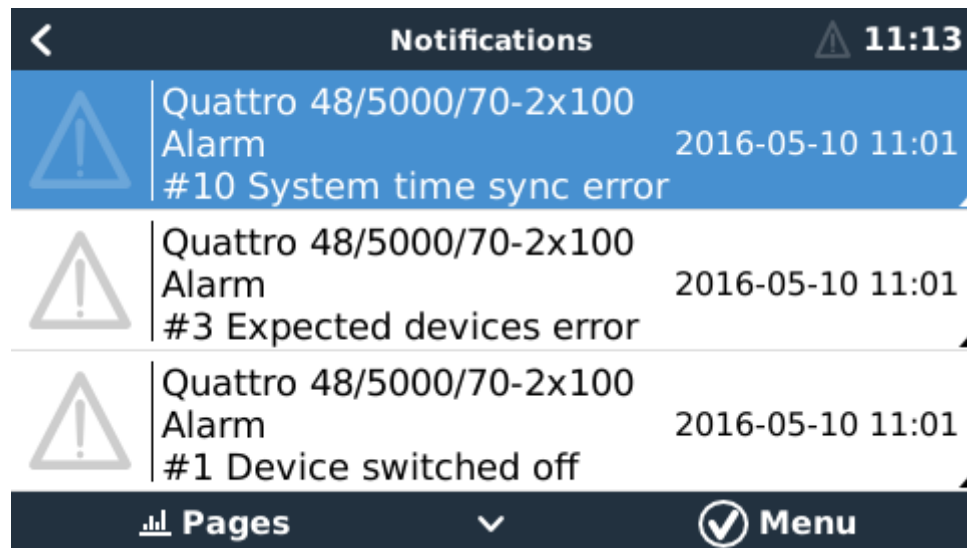 Notifications
11:13
Quattro 48/5000/70-2x100
Alarm
2016-05-10 11:01
#10 System time sync error
Quattro 48/5000/70-2x100
Alarm
2016-05-10 11:01
#3 Expected devices error
Quattro 48/5000/70-2x100
Alarm
2016-05-10 11:01
#1 Device switched off
Pages
Menu